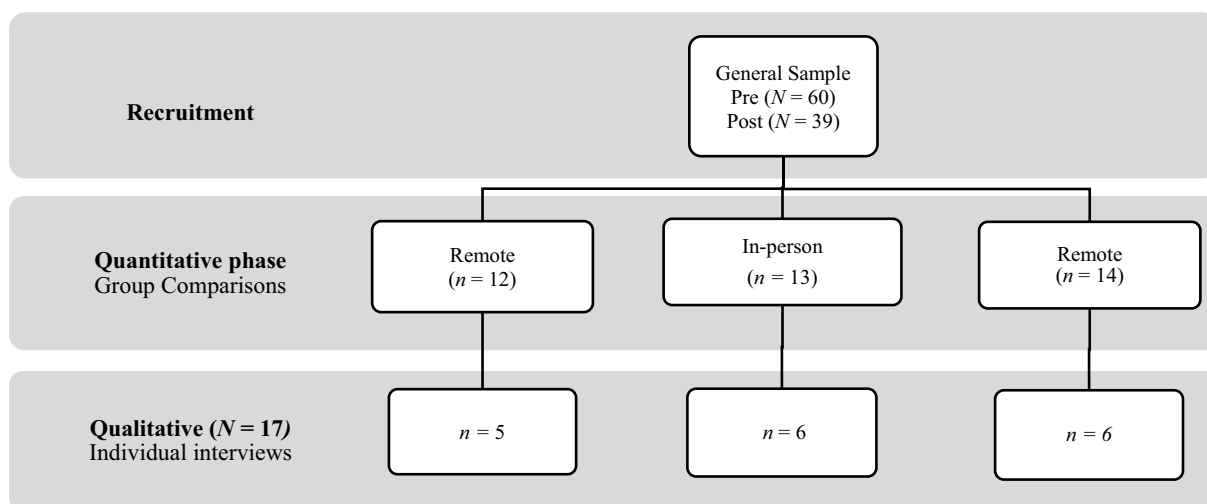 Recruitment
General Sample
Pre (N = 60)
Post (N = 39)
Quantitative phase
Group Comparisons
Remote
(n = 12)
In-person
(n = 13)
Remote
(n = 14)
Qualitative (N = 17)
Individual interviews
n = 5
n = 6
n = 6